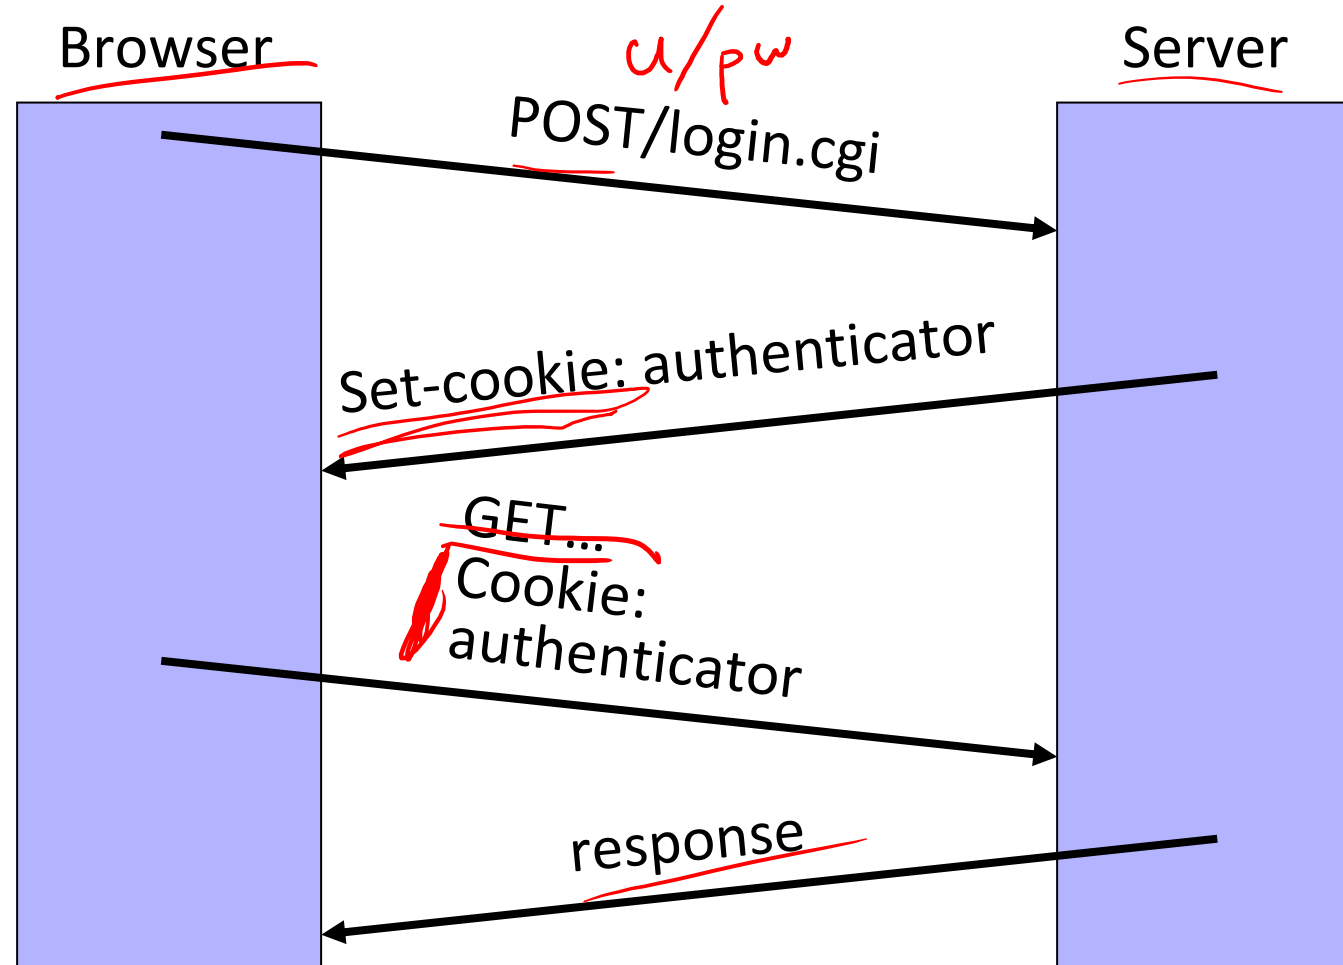 Browser
u/pw
Server
POST/login.cgi
Set-cookie: authenticator
GET...
Cookie:
authenticator
response